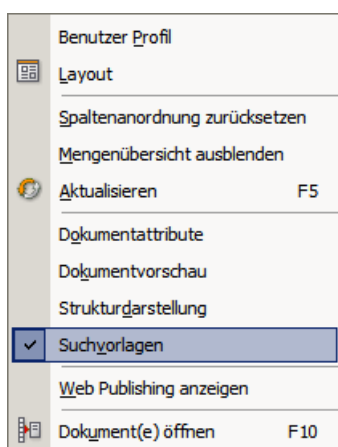 Benutzer Profil
Layout
Spaltenanordnung zurücksetzen
Mengenübersicht ausblenden
Aktualisieren F5
Dokumentattribute
Dokumentvorschau
Strukturdarstellung
Suchvorlagen
Web Publishing anzeigen
Dokument(e) öffnen F10